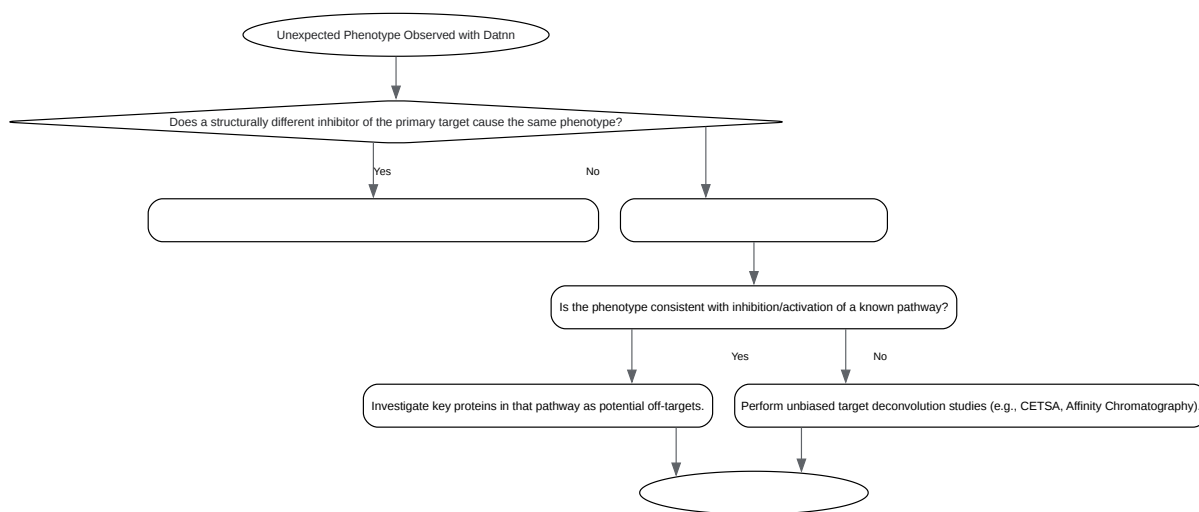 Unexpected Phenotype Observed with Datnn
Does a structurally different inhibitor of the primary target cause the same phenotype?
Yes
No
Is the phenotype consistent with inhibition/activation of a known pathway?
Yes
No
Investigate key proteins in that pathway as potential off-targets.
Perform unbiased target deconvolution studies (e.g., CETSA, Affinity Chromatography).